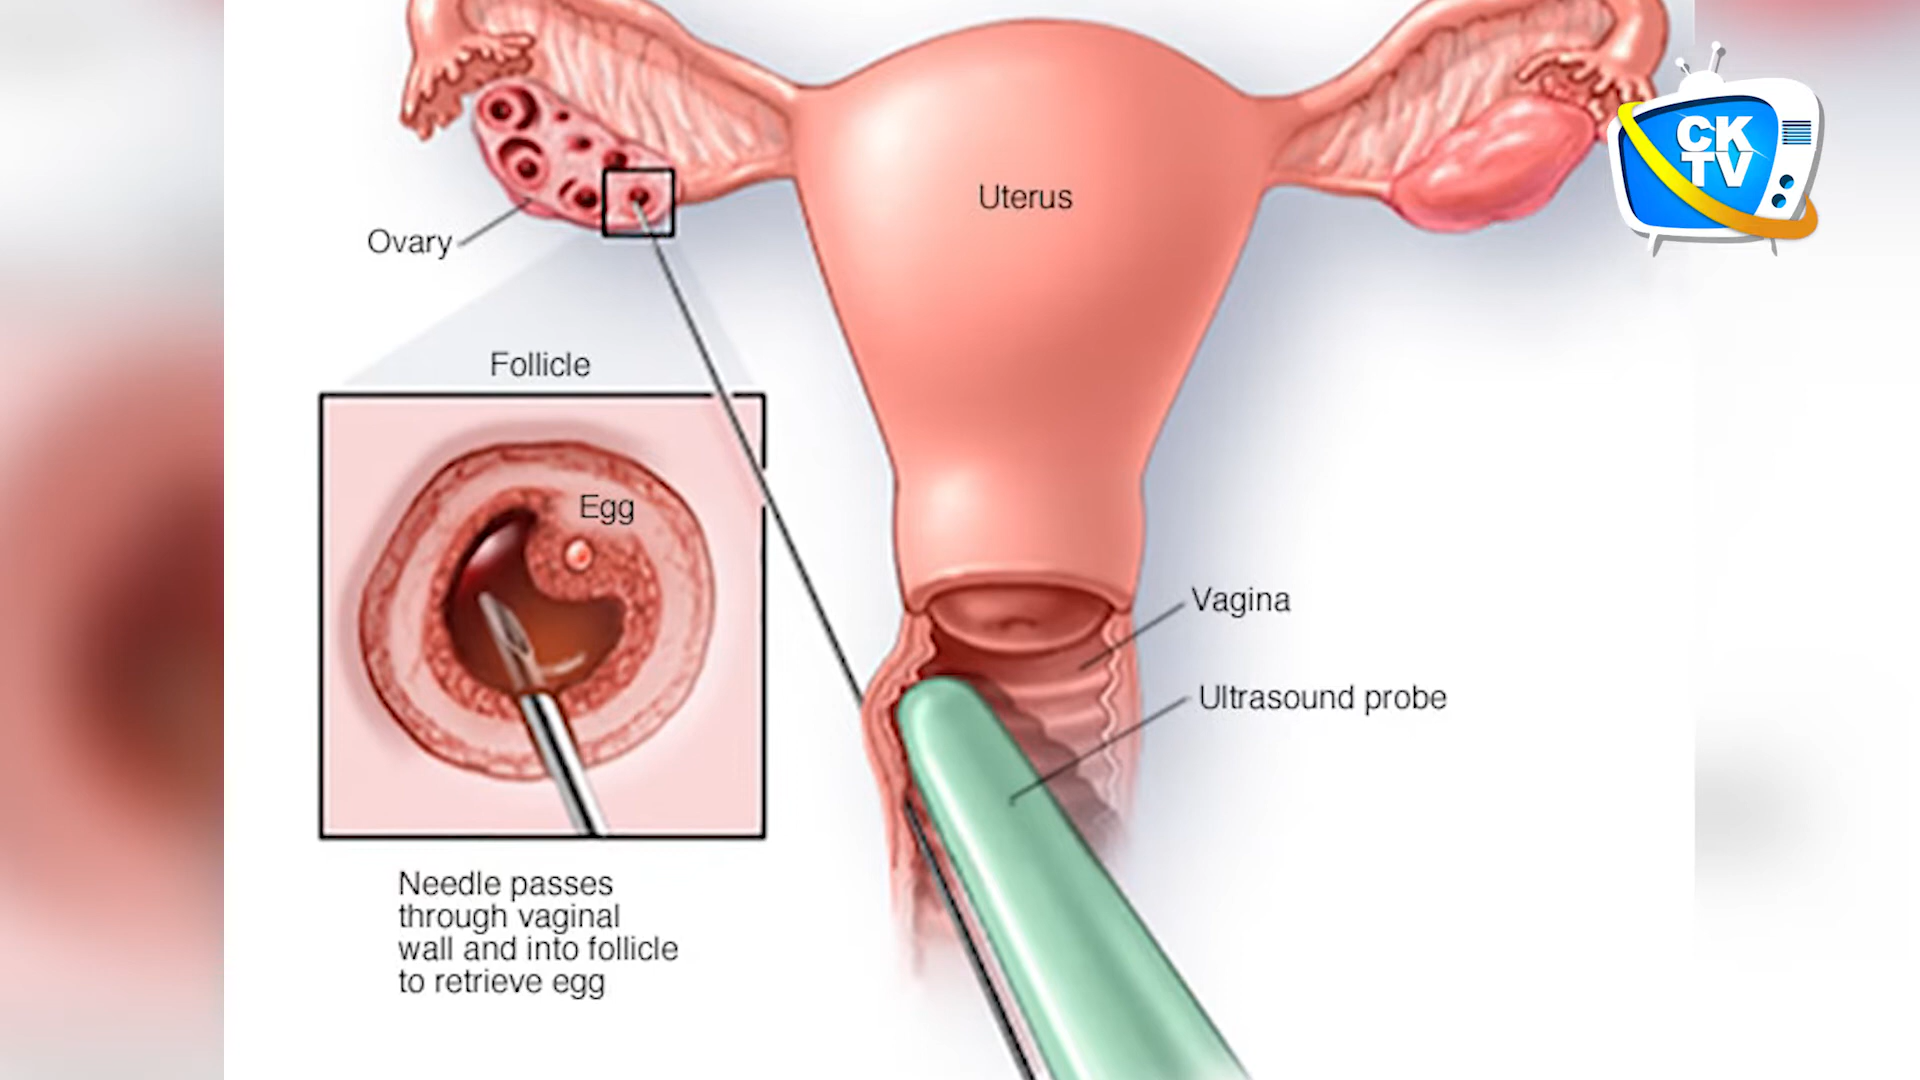 CK
TV
Uterus
Ovary
Follicle
Egg
Vagina
Ultrasound probe
Needle passes
through vaginal
wall and into follicle
to retrieve egg